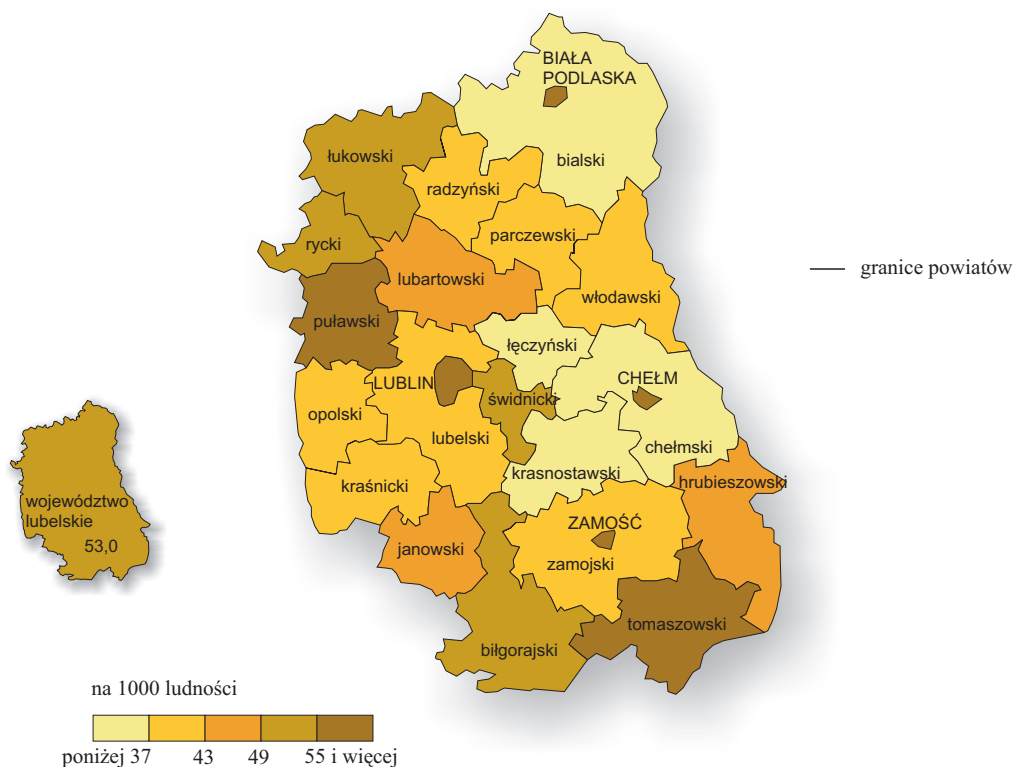 BIAŁA
PODLASKA
łukowski
bialski
radzyński
parczewski
rycki
lubartowski
granice powiatów
włodawski
puławski
łęczyński
LUBLIN
CHEŁM
świdnicki
opolski
lubelski
chełmski
krasnostawski
kraśnicki
hrubieszowski
województwo
lubelskie
53,0
ZAMOŚĆ
janowski
zamojski
tomaszowski
biłgorajski
na 1000 ludności
poniżej 37 43 49 55 i więcej